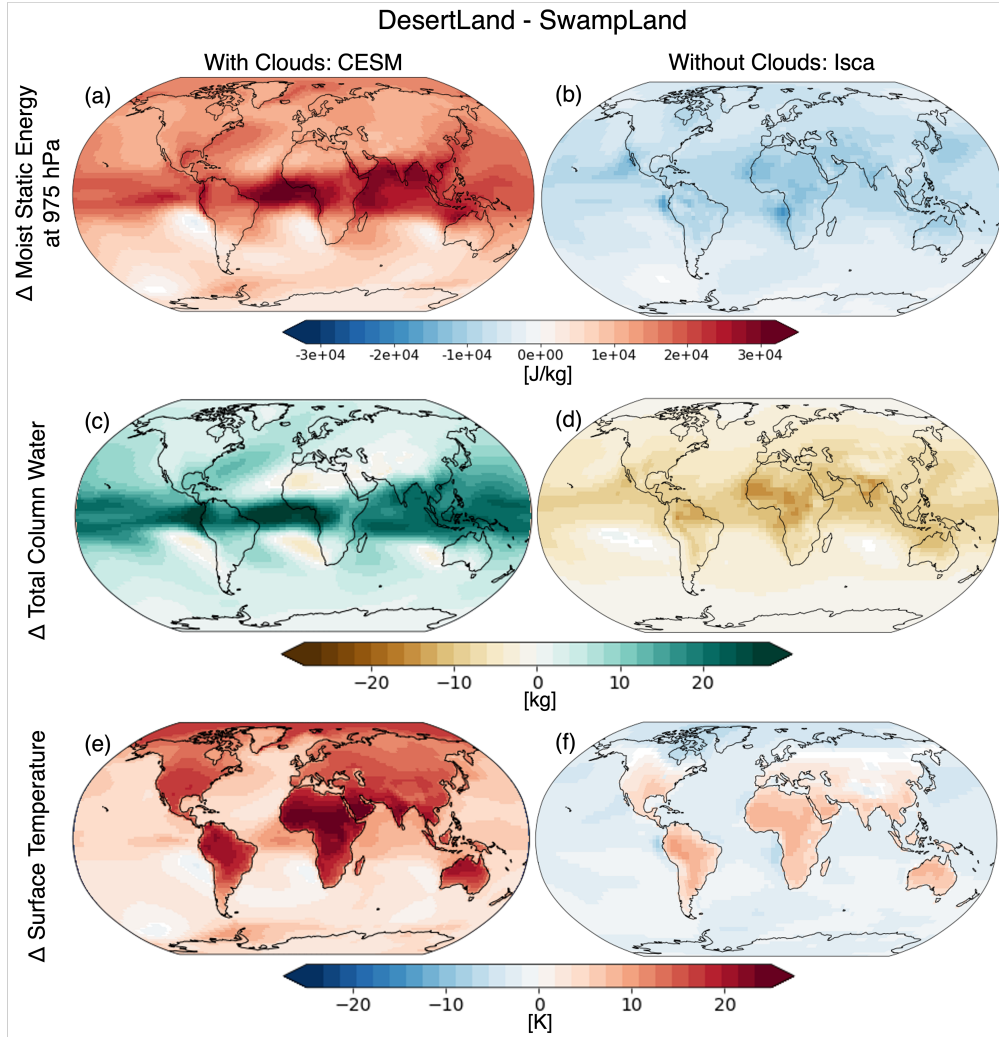 DesertLand - SwampLand
With Clouds: CESM
Without Clouds: Isca
Δ Moist Static Energy
at 975 hPa
(a)
(b)
-3e+04 -2e+04 -1e+04 0e+00 1e+04 2e+04 3e+04
[J/kg]
Δ Total Column Water
(c)
(d)
−20 −10 0 10 20
[kg]
Δ Surface Temperature
(e)
(f)
−20 −10 0 10 20
[K]